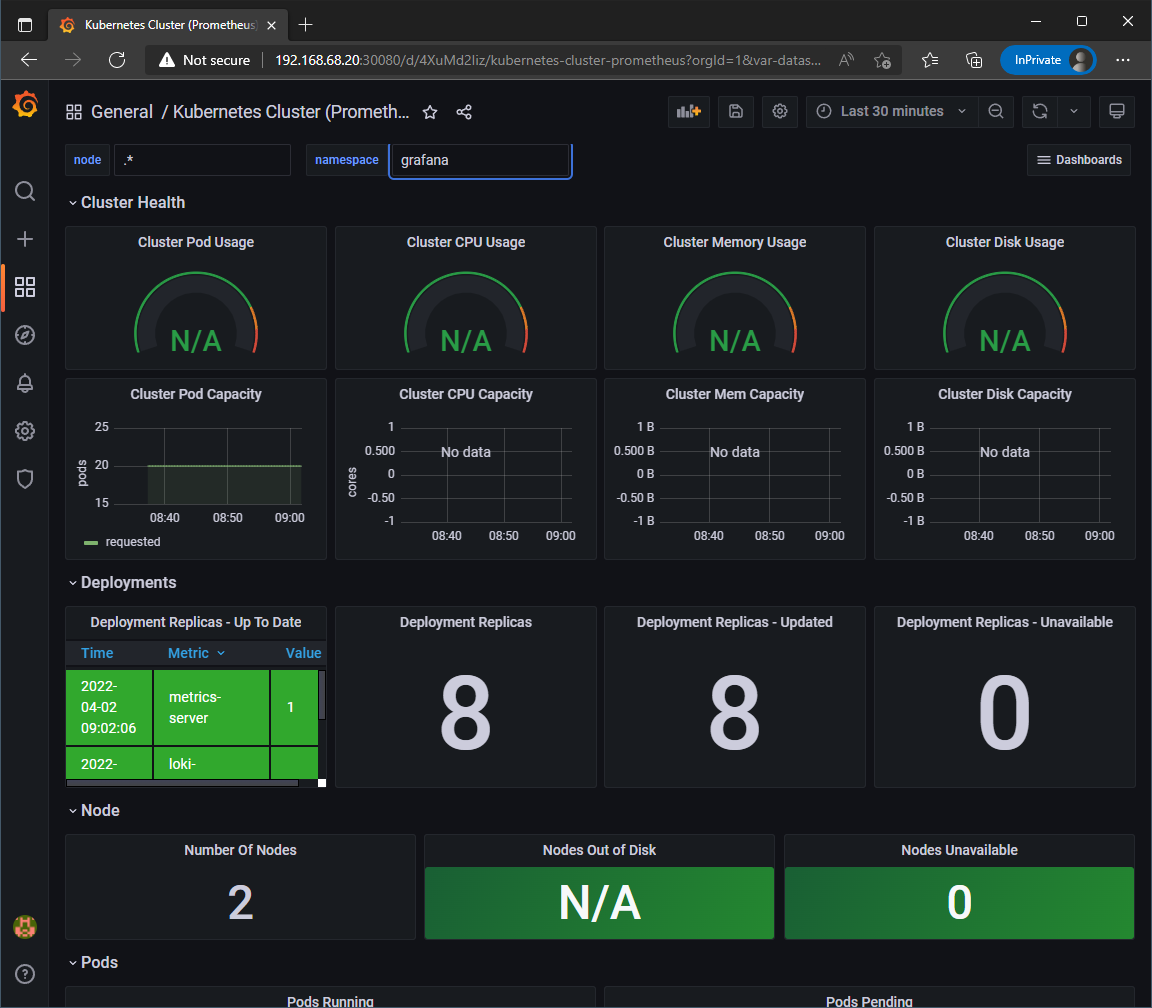 Kubernetes Cluster (Prometheus)
Not secure
192.168.68.20:30080/d/4XuMd2liz/kubernetes-cluster-prometheus?orgId=1&var-datas...
InPrivate
General / Kubernetes Cluster (Prometh...
Last 30 minutes
node
.*
namespace
grafana
Dashboards
Cluster Health
Cluster Pod Usage
N/A
Cluster CPU Usage
N/A
Cluster Memory Usage
N/A
Cluster Disk Usage
N/A
Cluster Pod Capacity
pods
25
20
15
08:40 08:50 09:00
requested
Cluster CPU Capacity
cores
1
0.500
0
-0.50
-1
No data
08:40 08:50 09:00
Cluster Mem Capacity
1 B
0.500 B
0 B
-0.50 B
-1 B
No data
08:40 08:50 09:00
Cluster Disk Capacity
1 B
0.500 B
0 B
-0.50 B
-1 B
No data
08:40 08:50 09:00
Deployments
Deployment Replicas - Up To Date
Time Metric Value
2022-
04-02
09:02:06
metrics-
server
1
2022-
loki-
Deployment Replicas
8
Deployment Replicas - Updated
8
Deployment Replicas - Unavailable
0
Node
Number Of Nodes
2
Nodes Out of Disk
N/A
Nodes Unavailable
0
Pods
Pods Running
Pods Pending